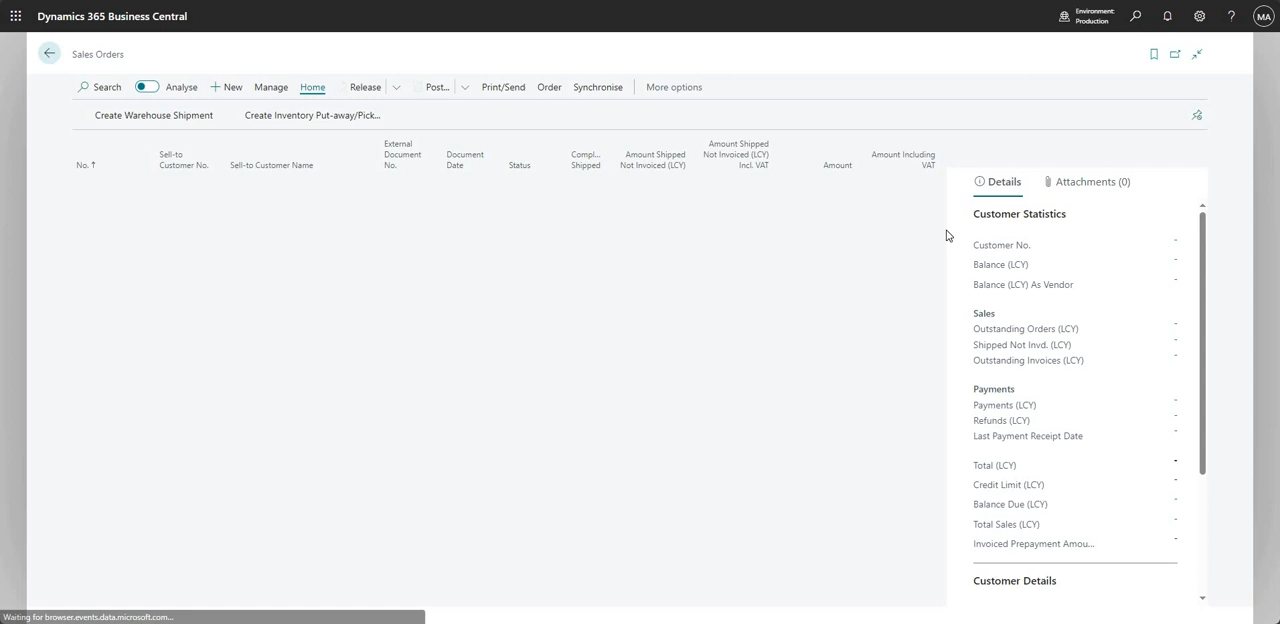 Dynamics 365 Business Central
Environment:
Production
MA
Sales Orders
Search
Analyse
New
Manage
Home
Release
Post...
Print/Send
Order
Synchronise
More options
Create Warehouse Shipment
Create Inventory Put-away/Pick...
No. ↑
Sell-to
Customer No.
Sell-to Customer Name
External
Document
No.
Document
Date
Status
Compl...
Shipped
Amount Shipped
Not Invoiced (LCY)
Amount Shipped
Not Invoiced (LCY)
Incl. VAT
Amount
Amount Including
VAT
Details
Attachments (0)
Customer Statistics
Customer No. -
Balance (LCY) -
Balance (LCY) As Vendor -
Sales
Outstanding Orders (LCY) -
Shipped Not Invd. (LCY) -
Outstanding Invoices (LCY) -
Payments
Payments (LCY) -
Refunds (LCY) -
Last Payment Receipt Date -
Total (LCY) -
Credit Limit (LCY) -
Balance Due (LCY) -
Total Sales (LCY) -
Invoiced Prepayment Amou... -
Customer Details
Waiting for browser.events.data.microsoft.com...